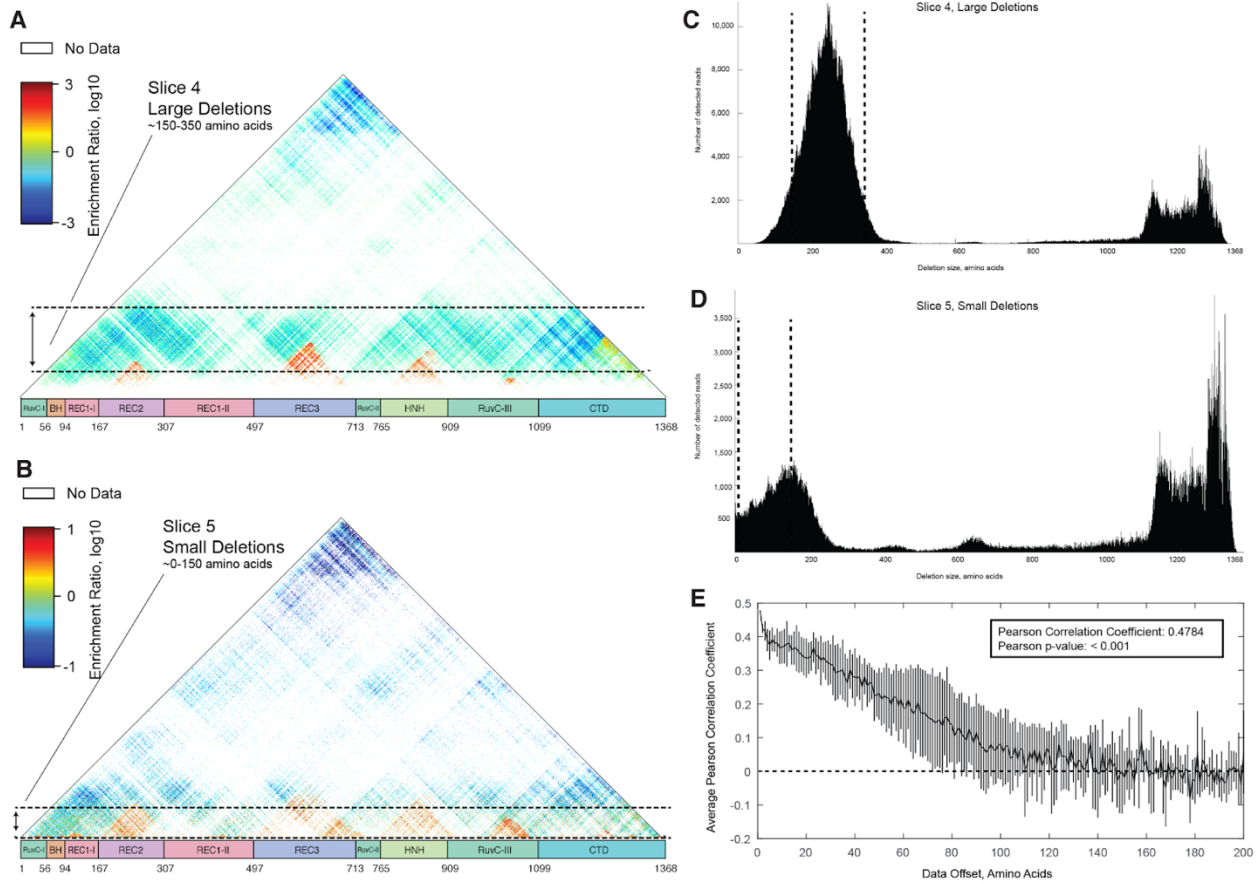 A
No Data
3
0
-3
Enrichment Ratio, log10
Slice 4
Large Deletions
~150-350 amino acids
RuvC-I BH REC1-I REC2 REC1-II REC3 RuvC-II HNH RuvC-III CTD
1 56 94 167 307 497 713 765 909 1099 1368
B
No Data
1
0
-1
Enrichment Ratio, log10
Slice 5
Small Deletions
~0-150 amino acids
RuvC-I BH REC1-I REC2 REC1-II REC3 RuvC-II HNH RuvC-III CTD
1 56 94 167 307 497 713 765 909 1099 1368
C
Slice 4, Large Deletions
Number of detected reads
10,000
8,000
6,000
4,000
2,000
0 200 400 600 800 1000 1200 1368
Deletion size, amino acids
D
Slice 5, Small Deletions
Number of detected reads
3,500
3,000
2,500
2,000
1,500
1,000
500
0 200 400 600 800 1000 1200 1368
Deletion size, amino acids
E
Average Pearson Correlation Coefficient
0.5
0.4
0.3
0.2
0.1
0
-0.1
-0.2
Pearson Correlation Coefficient: 0.4784
Pearson p-value: < 0.001
0 20 40 60 80 100 120 140 160 180 200
Data Offset, Amino Acids